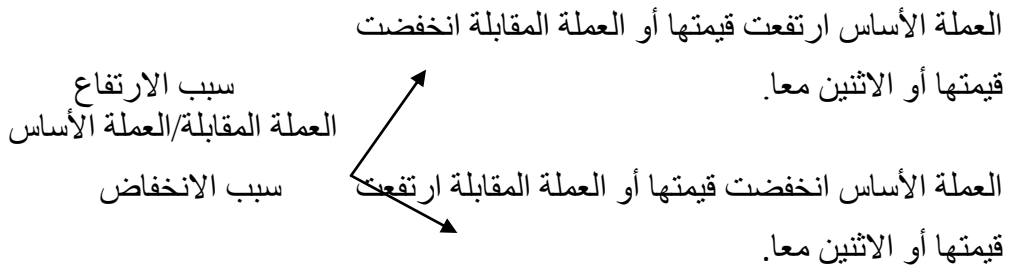 العملة الأساس ارتفعت قيمتها أو العملة المقابلة انخفضت
قيمتها أو الاثنين معا.
سبب الارتفاع
العملة المقابلة/العملة الأساس
العملة الأساس انخفضت قيمتها أو العملة المقابلة ارتفعت
سبب الانخفاض
قيمتها أو الاثنين معا.